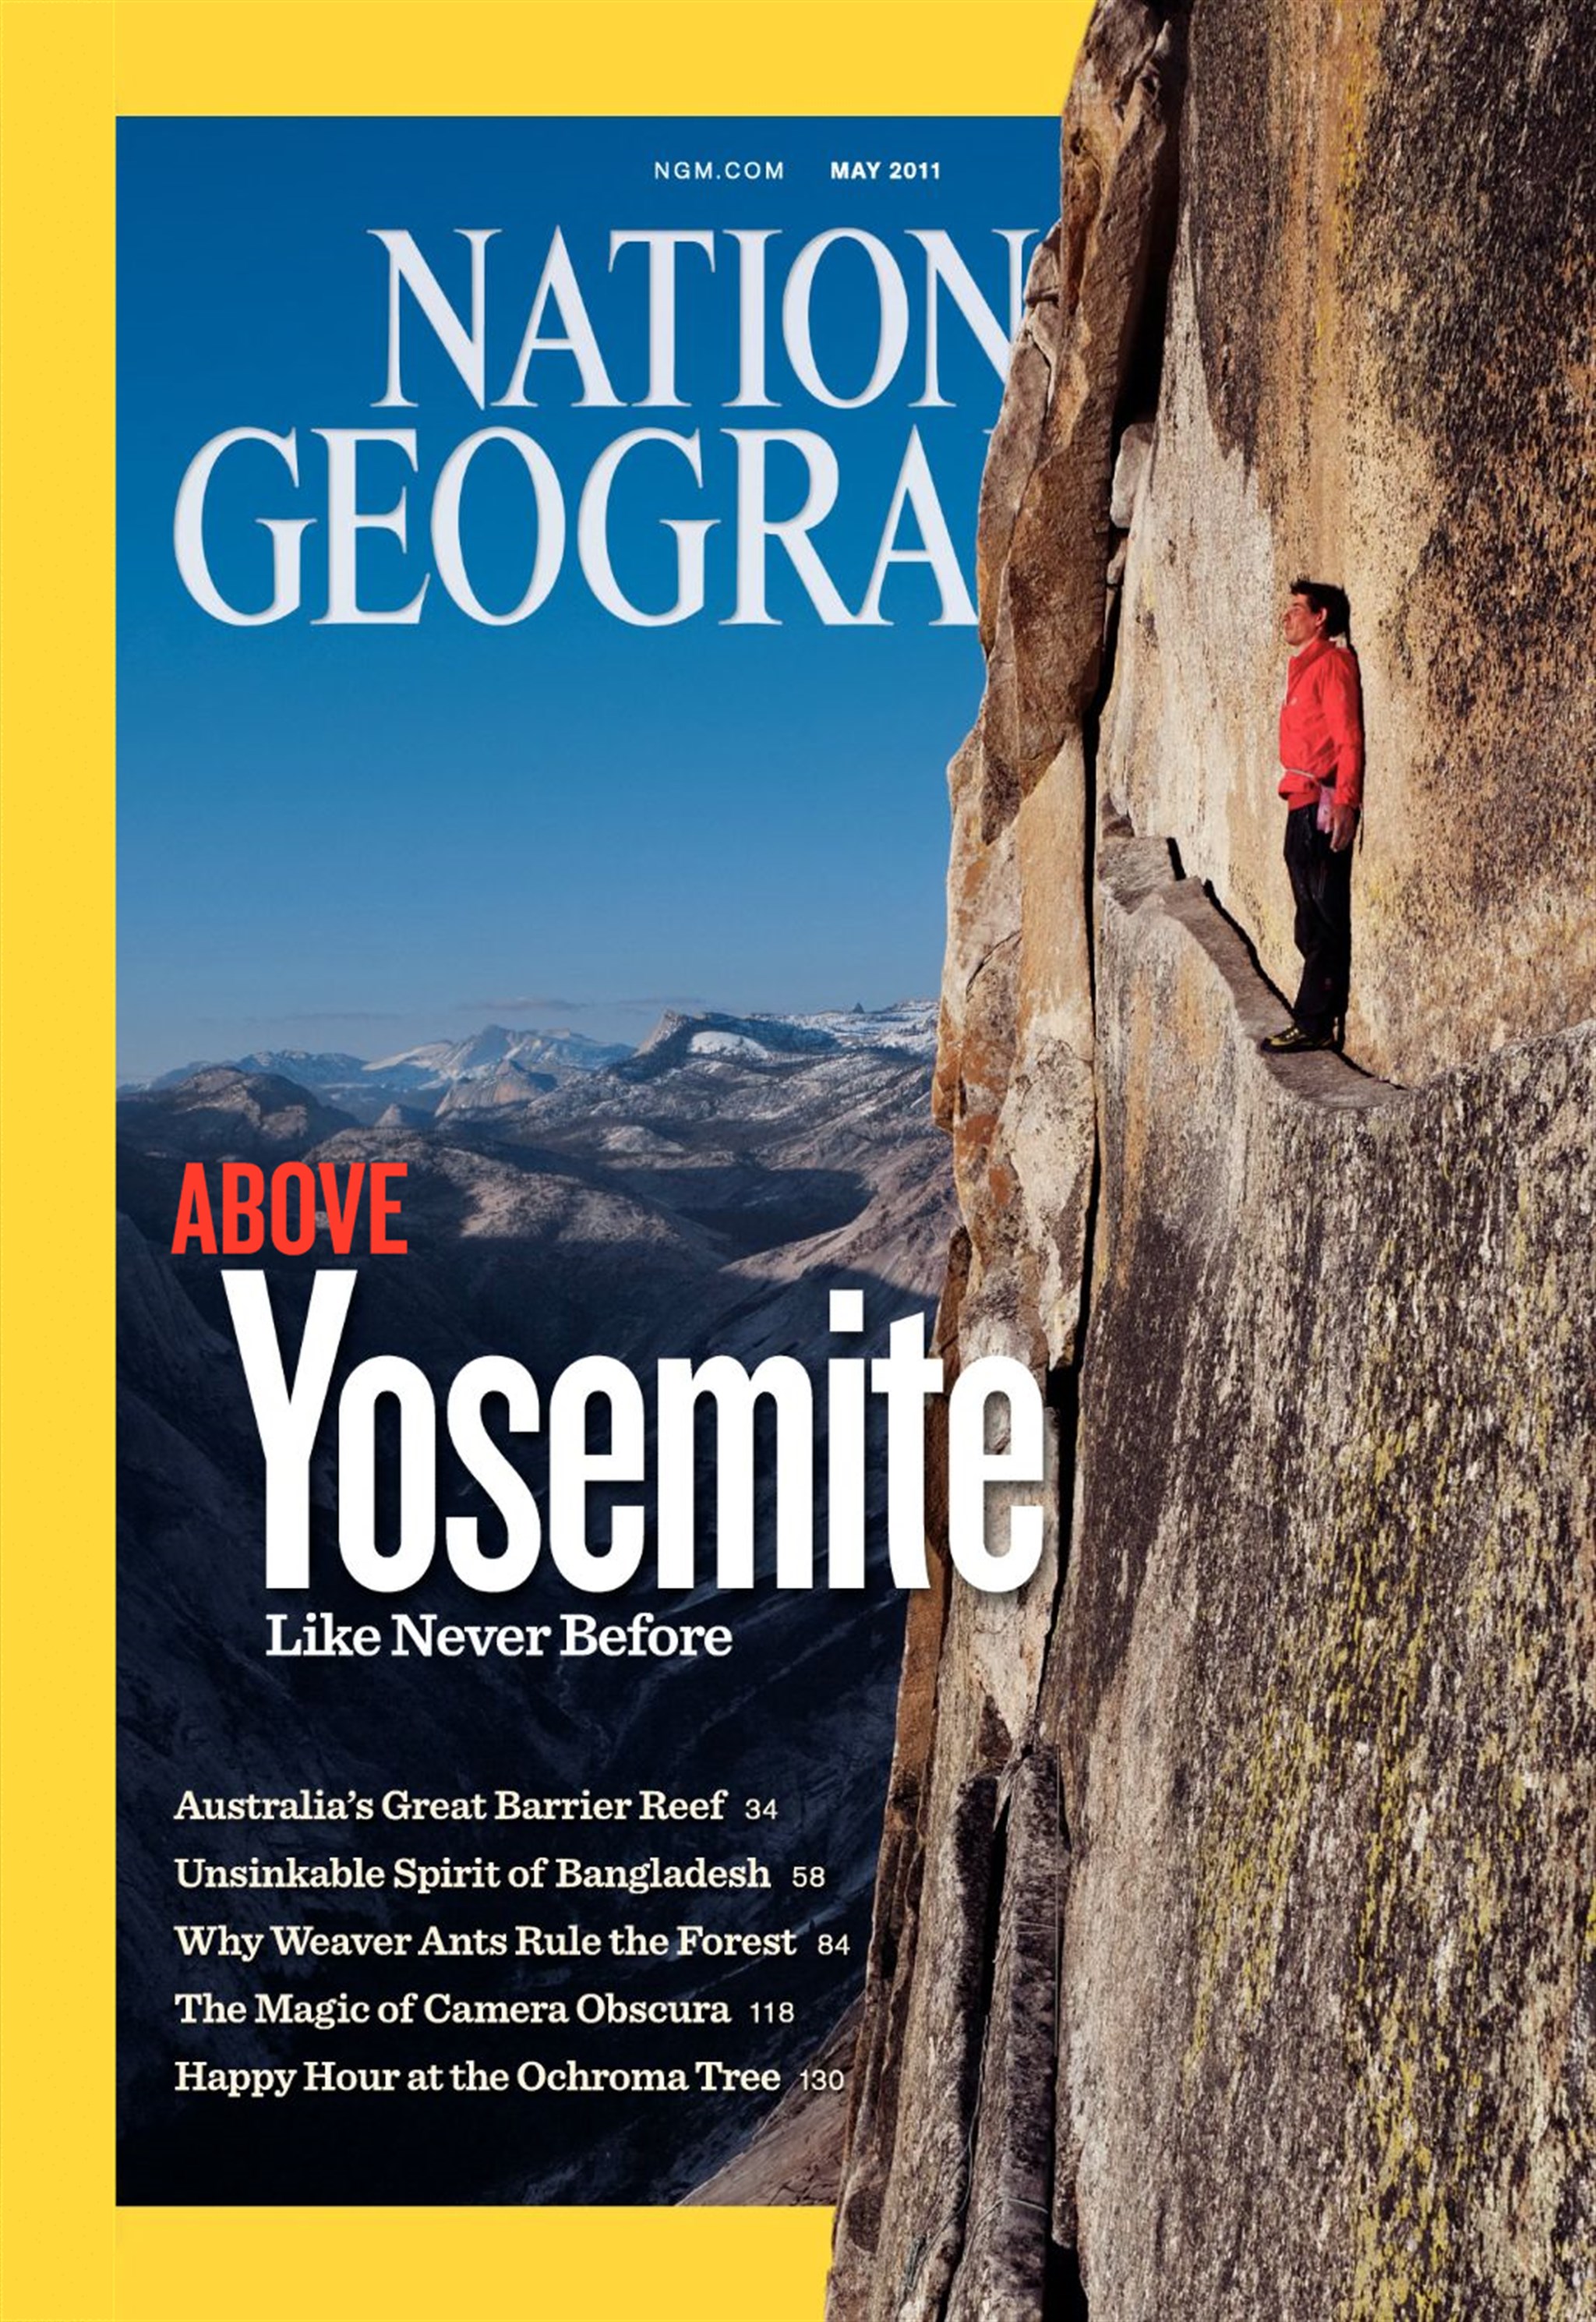 NGM.COM MAY 2011
NATION
GEOGRA
ABOVE
Yosemite
Like Never Before
Australia's Great Barrier Reef 34
Unsinkable Spirit of Bangladesh 58
Why Weaver Ants Rule the Forest 84
The Magic of Camera Obscura 118
Happy Hour at the Ochroma Tree 130